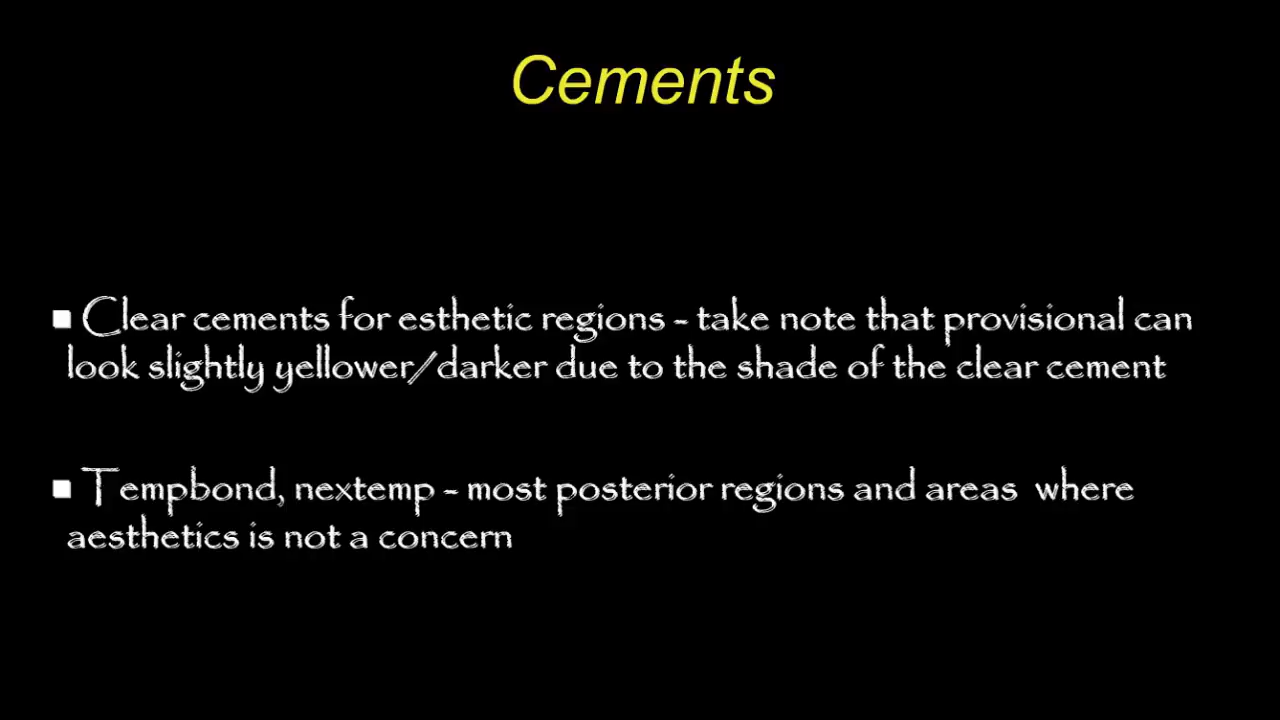 Cements
▪ Clear cements for esthetic regions - take note that provisional can
look slightly yellower/darker due to the shade of the clear cement
▪ Tempbond, nextemp - most posterior regions and areas where
aesthetics is not a concern